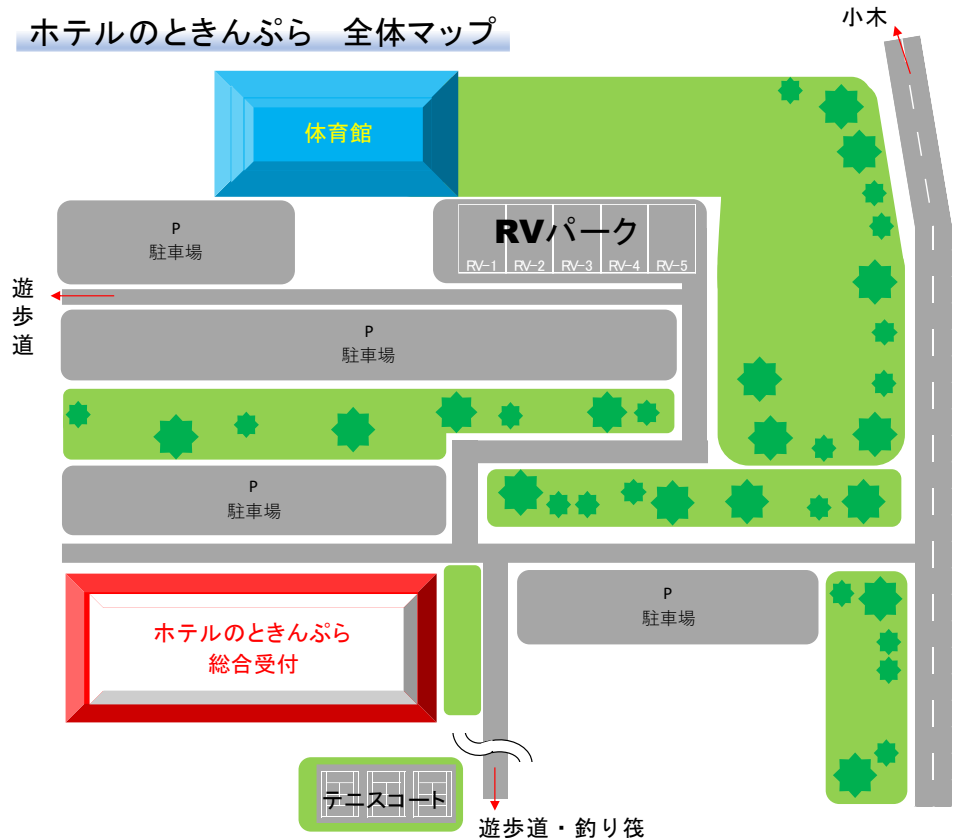 ホテルのときんぷら　全体マップ
小木
体育館
P
駐車場
RVパーク
RV-1
RV-2
RV-3
RV-4
RV-5
遊歩道
P
駐車場
P
駐車場
P
駐車場
ホテルのときんぷら
総合受付
テニスコート
遊歩道・釣り筏